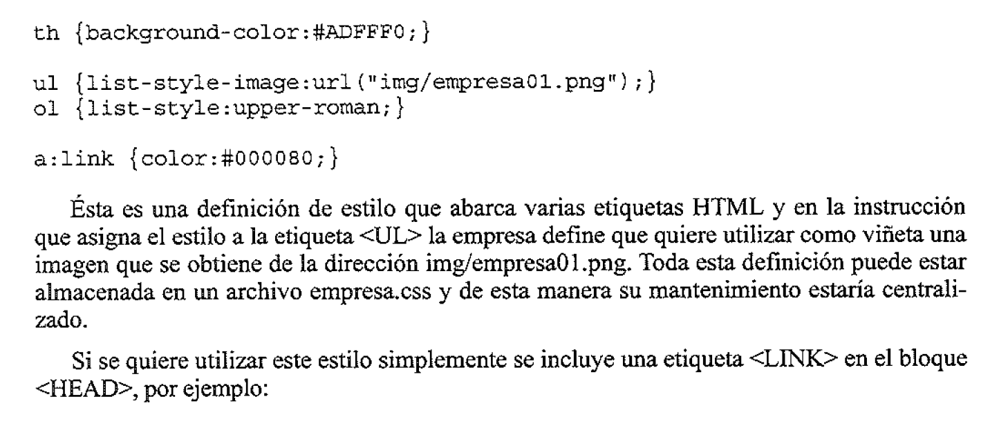 th {background-color:#ADFFF0;}
ul {list-style-image:url("img/empresa01.png");}
ol {list-style:upper-roman;}
a:link {color:#000080;}
Ésta es una definición de estilo que abarca varias etiquetas HTML y en la instrucción
que asigna el estilo a la etiqueta <UL> la empresa define que quiere utilizar como viñeta una
imagen que se obtiene de la dirección img/empresa01.png. Toda esta definición puede estar
almacenada en un archivo empresa.css y de esta manera su mantenimiento estaría centrali-
zado.
Si se quiere utilizar este estilo simplemente se incluye una etiqueta <LINK> en el bloque
<HEAD>, por ejemplo: